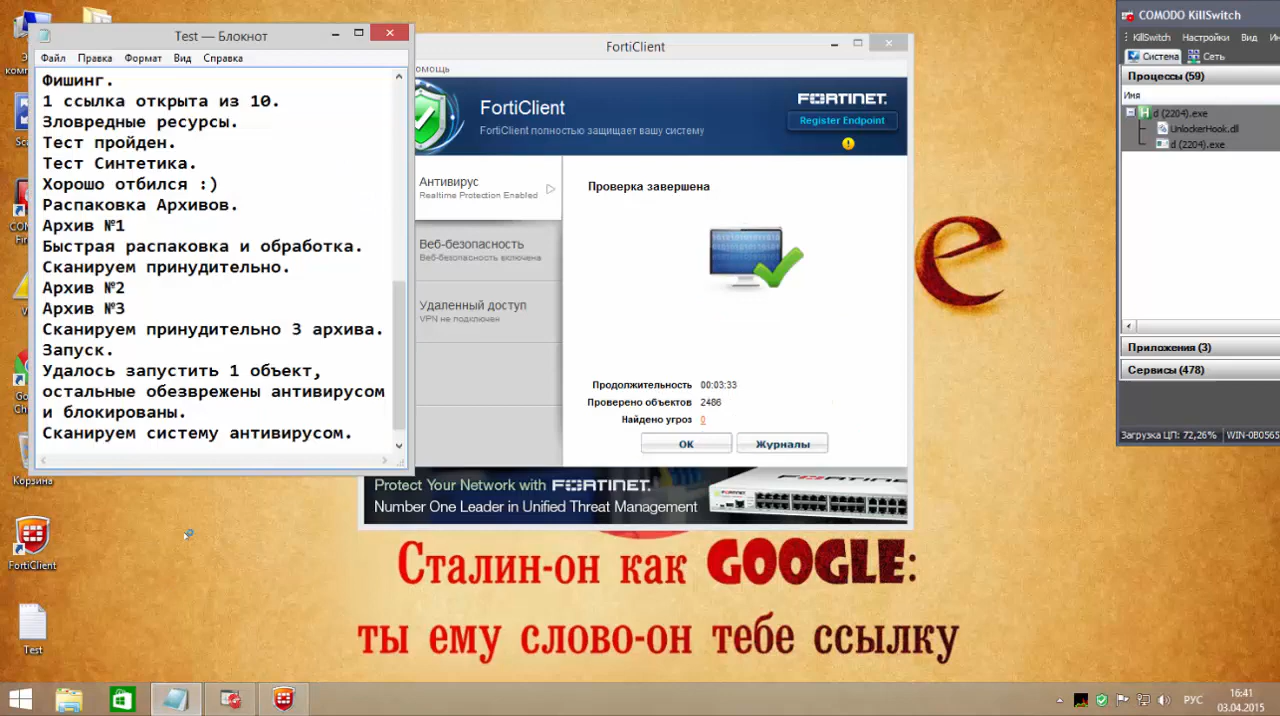 Test — Блокнот
Файл Правка Формат Вид Справка
Фишинг.
1 ссылка открыта из 10.
Зловредные ресурсы.
Тест пройден.
Тест Синтетика.
Хорошо отбился :)
Распаковка Архивов.
Архив №1
Быстрая распаковка и обработка.
Сканируем принудительно.
Архив №2
Архив №3
Сканируем принудительно 3 архива.
Запуск.
Удалось запустить 1 объект,
остальные обезврежены антивирусом
и блокированы.
Сканируем систему антивирусом.
FortiClient
омощь
FortiClient
FortiClient полностью защищает вашу систему
FORTINET.
Register Endpoint
Антивирус
Realtime Protection Enabled
Веб-безопасность
Веб-безопасность включена
Удаленный доступ
VPN не подключен
Проверка завершена
Продолжительность 00:03:33
Проверено объектов 2486
Найдено угроз 0
OK Журналы
Protect Your Network with FORTINET.
Number One Leader in Unified Threat Management
COMODO KillSwitch
KillSwitch Настройки Вид Ин
Система Сеть
Процессы (59)
Имя
d (2204).exe
UnlockerHook.dll
d (2204).exe
Приложения (3)
Сервисы (478)
Загрузка ЦП: 72,26% WIN-0B0565
e
Сталин-он как GOOGLE:
ты ему слово-он тебе ссылку
Корзина
FortiClient
Test
РУС
16:41
03.04.2015